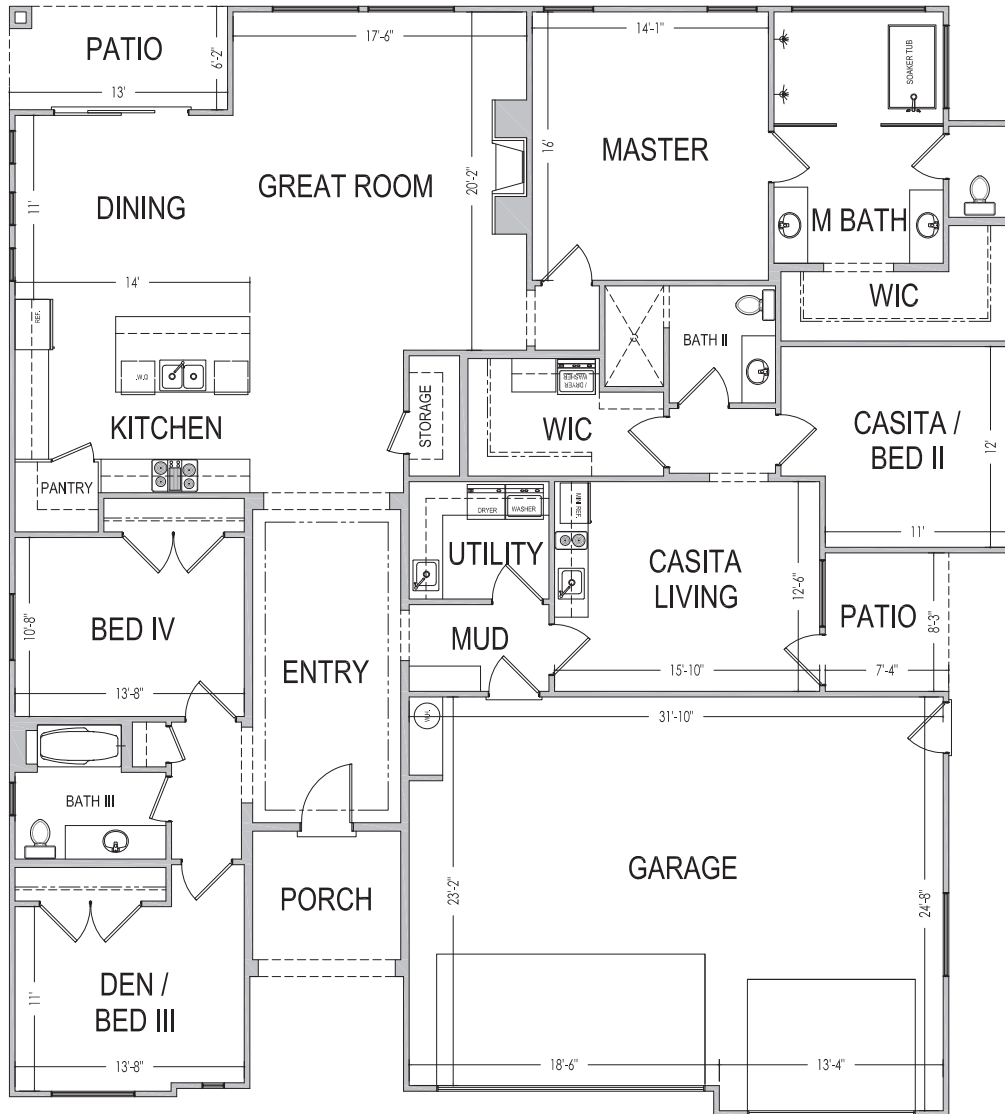 PATIO
6'-2"
13'
17'-6"
14'-1"
SOAKER TUB
16'
MASTER
20'-2"
GREAT ROOM
DINING
11'
M BATH
14'
WIC
REF.
BATH II
D.W.
WASHER
/ DRYER
STORAGE
KITCHEN
WIC
CASITA /
BED II
12'
PANTRY
11'
DRYER
WASHER
MINI REF.
UTILITY
CASITA
LIVING
12'-6"
PATIO
8'-3"
10'-8"
BED IV
MUD
ENTRY
13'-8"
15'-10"
7'-4"
W.H.
31'-10"
BATH III
GARAGE
PORCH
23'-2"
24'-8"
DEN /
BED III
11'
13'-8"
18'-6"
13'-4"